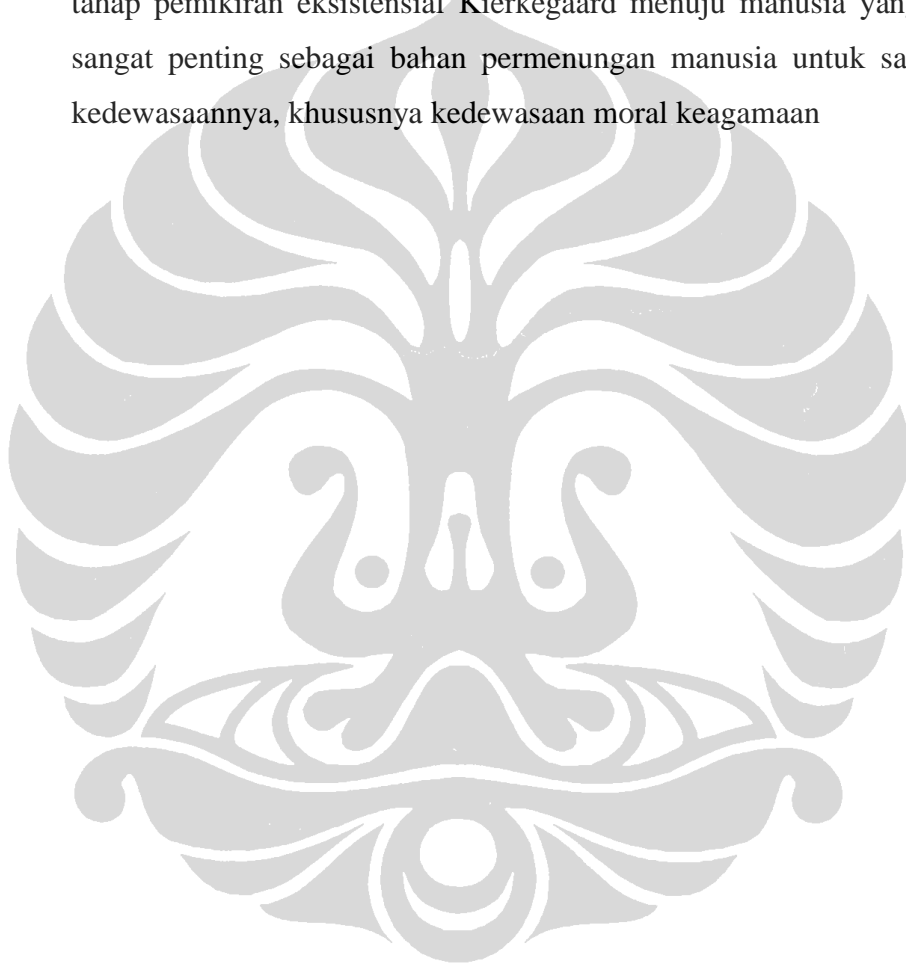 tahap pemikiran eksistensial Kierkegaard menuju manusia yang
sangat penting sebagai bahan permenungan manusia untuk sa
kedewasaannya, khususnya kedewasaan moral keagamaan